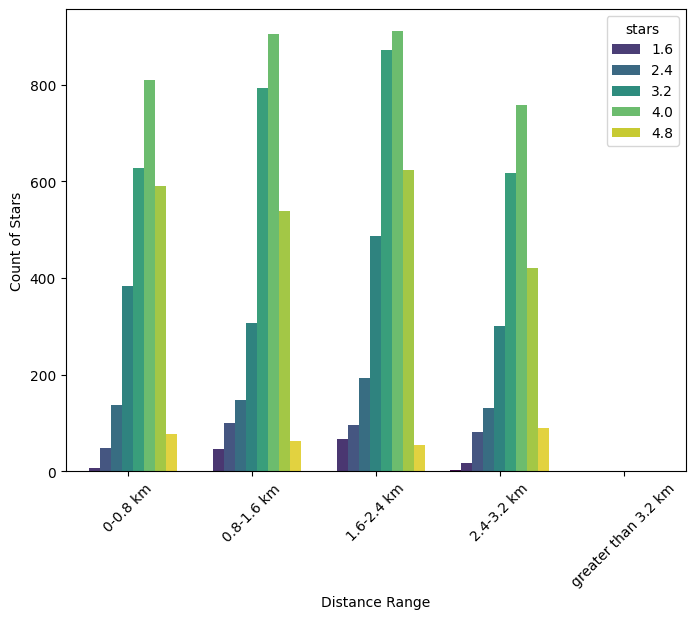 stars
1.6
2.4
3.2
4.0
4.8
Count of Stars
800
600
400
200
0
0-0.8 km
0.8-1.6 km
1.6-2.4 km
2.4-3.2 km
greater than 3.2 km
Distance Range